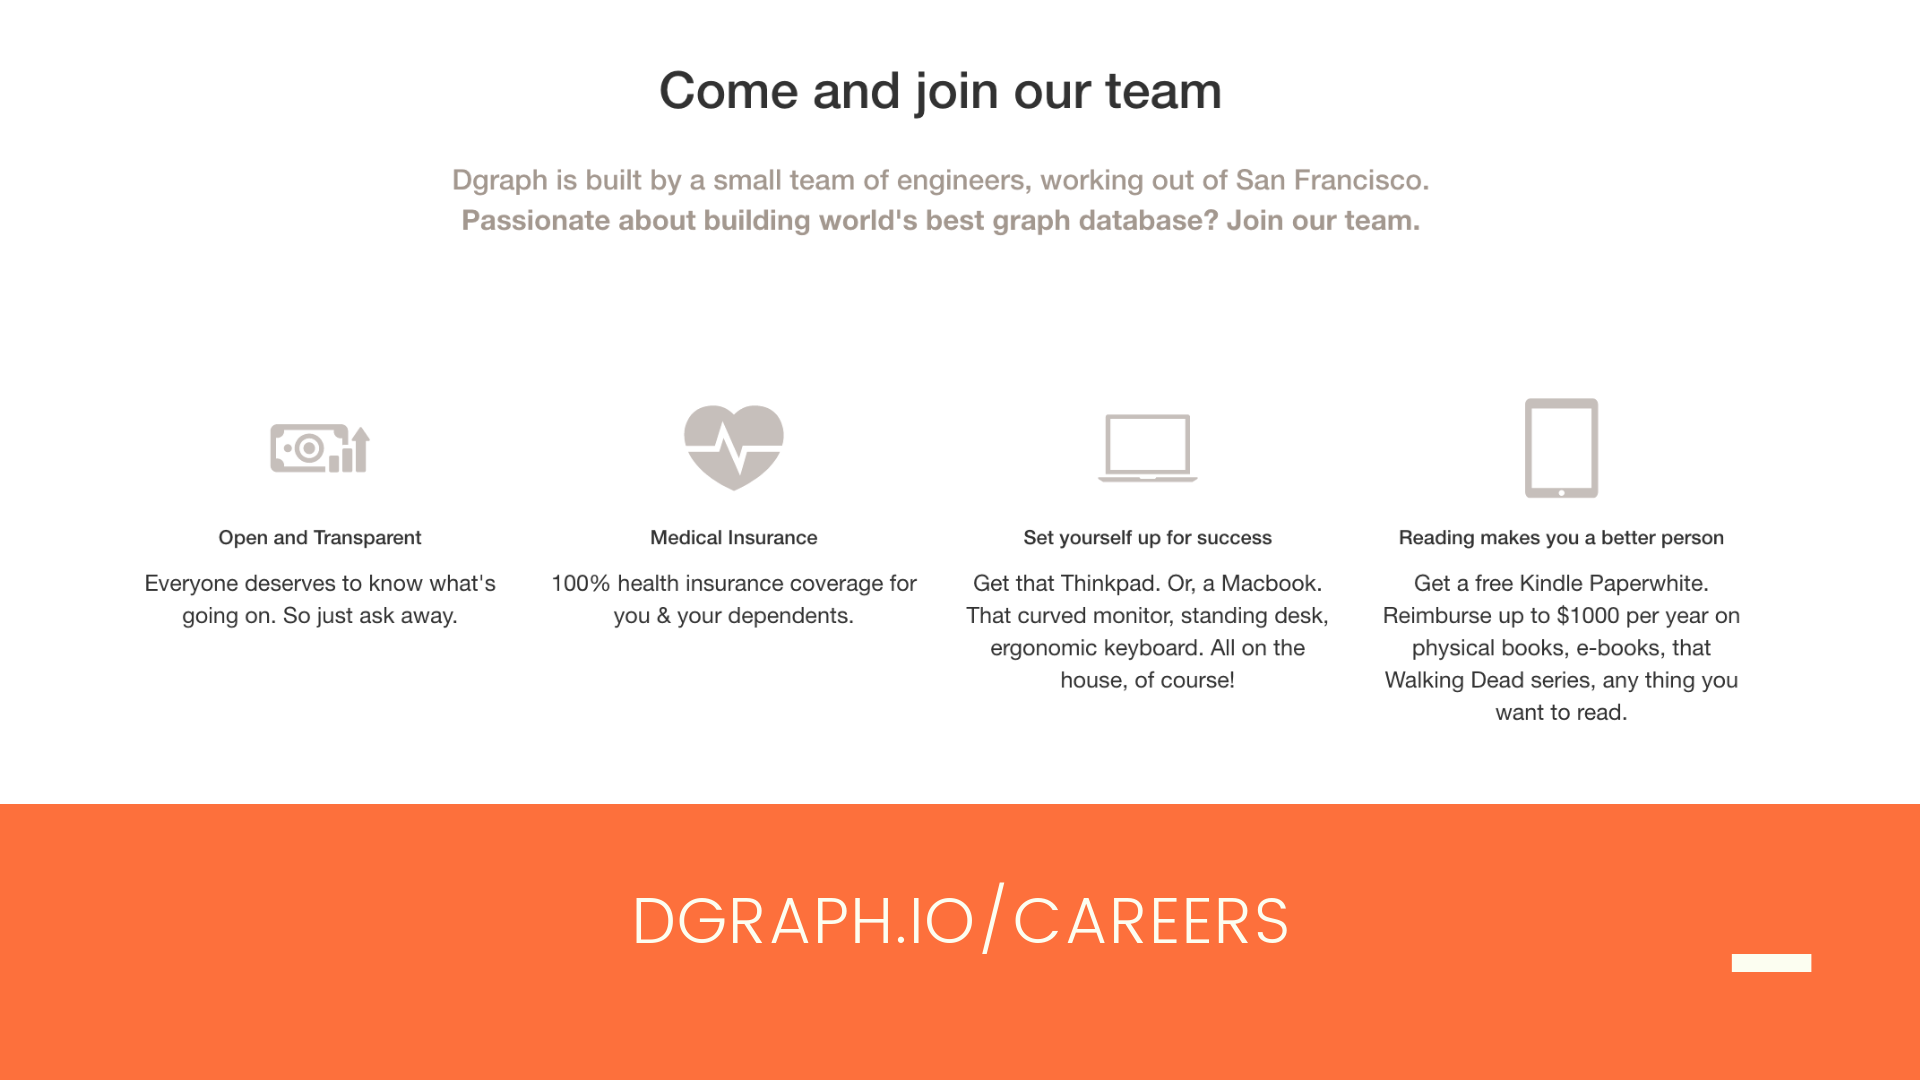 Come and join our team
Dgraph is built by a small team of engineers, working out of San Francisco.
Passionate about building world's best graph database? Join our team.
Open and Transparent
Everyone deserves to know what's
going on. So just ask away.
Medical Insurance
100% health insurance coverage for
you & your dependents.
Set yourself up for success
Get that Thinkpad. Or, a Macbook.
That curved monitor, standing desk,
ergonomic keyboard. All on the
house, of course!
Reading makes you a better person
Get a free Kindle Paperwhite.
Reimburse up to $1000 per year on
physical books, e-books, that
Walking Dead series, any thing you
want to read.
DGRAPH.IO/CAREERS